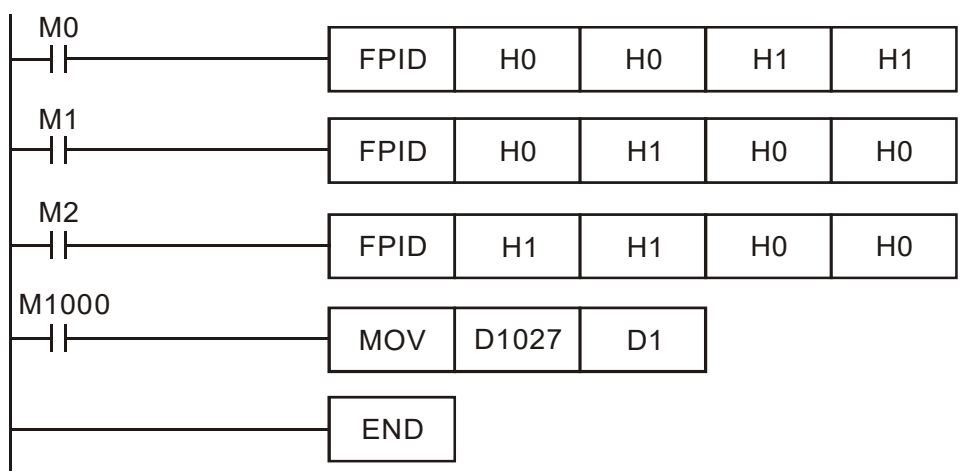 M0
FPID H0 H0 H1 H1
M1
FPID H0 H1 H0 H0
M2
FPID H1 H1 H0 H0
M1000
MOV D1027 D1
END